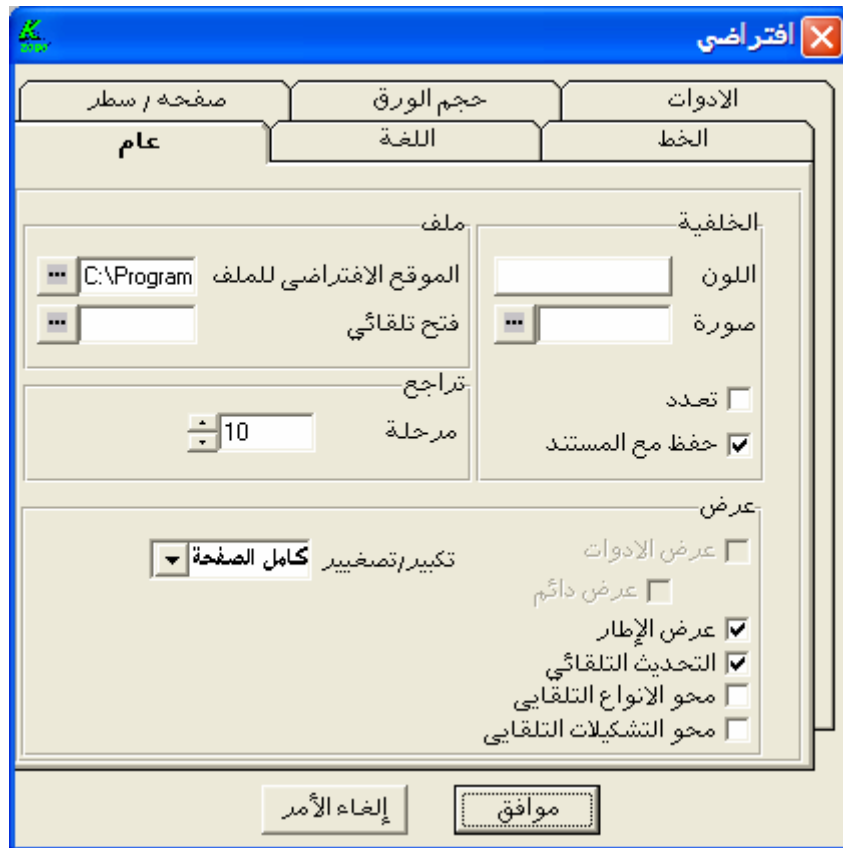 افتراضي
الادوات
حجم الورق
صفحه / سطر
الخط
اللغة
عام
الخلفية
اللون
صورة
تعدد
حفظ مع المستند
ملف
الموقع الافتراضى للملف C:\Program
فتح تلقائي
تراجع
مرحلة 10
عرض
عرض الادوات
عرض دائم
عرض الإطار
التحديث التلقائي
محو الانواع التلقايى
محو التشكيلات التلقايى
تكبير/تصغيير كامل الصفحة
موافق
إلغاء الأمر